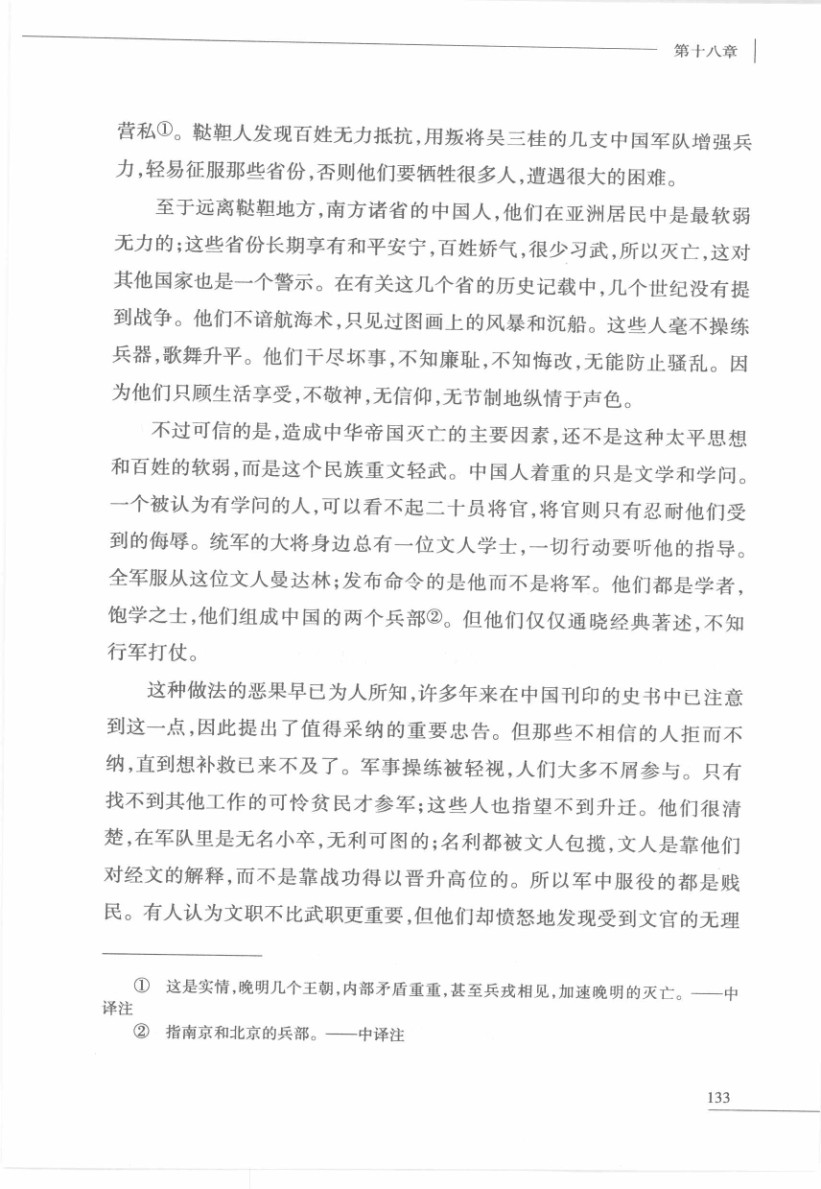 第十八章
营私①。鞑靼人发现百姓无力抵抗,用叛将吴三桂的几支中国军队增强兵
力,轻易征服那些省份,否则他们要牺牲很多人,遭遇很大的困难。
至于远离鞑靼地方,南方诸省的中国人,他们在亚洲居民中是最软弱
无力的;这些省份长期享有和平安宁,百姓娇气,很少习武,所以灭亡,这对
其他国家也是一个警示。在有关这几个省的历史记载中,几个世纪没有提
到战争。他们不谙航海术,只见过图画上的风暴和沉船。这些人毫不操练
兵器,歌舞升平。他们干尽坏事,不知廉耻,不知悔改,无能防止骚乱。因
为他们只顾生活享受,不敬神,无信仰,无节制地纵情于声色。
不过可信的是,造成中华帝国灭亡的主要因素,还不是这种太平思想
和百姓的软弱,而是这个民族重文轻武。中国人着重的只是文学和学问。
一个被认为有学问的人,可以看不起二十员将官,将官则只有忍耐他们受
到的侮辱。统军的大将身边总有一位文人学士,一切行动要听他的指导。
全军服从这位文人曼达林;发布命令的是他而不是将军。他们都是学者,
饱学之士,他们组成中国的两个兵部②。但他们仅仅通晓经典著述,不知
行军打仗。
这种做法的恶果早已为人所知,许多年来在中国刊印的史书中已注意
到这一点,因此提出了值得采纳的重要忠告。但那些不相信的人拒而不
纳,直到想补救已来不及了。军事操练被轻视,人们大多不屑参与。只有
找不到其他工作的可怜贫民才参军;这些人也指望不到升迁。他们很清
楚,在军队里是无名小卒,无利可图的;名利都被文人包揽,文人是靠他们
对经文的解释,而不是靠战功得以晋升高位的。所以军中服役的都是贱
民。有人认为文职不比武职更重要,但他们却愤怒地发现受到文官的无理
① 这是实情,晚明几个王朝,内部矛盾重重,甚至兵戎相见,加速晚明的灭亡。——中
译注
② 指南京和北京的兵部。——中译注
133